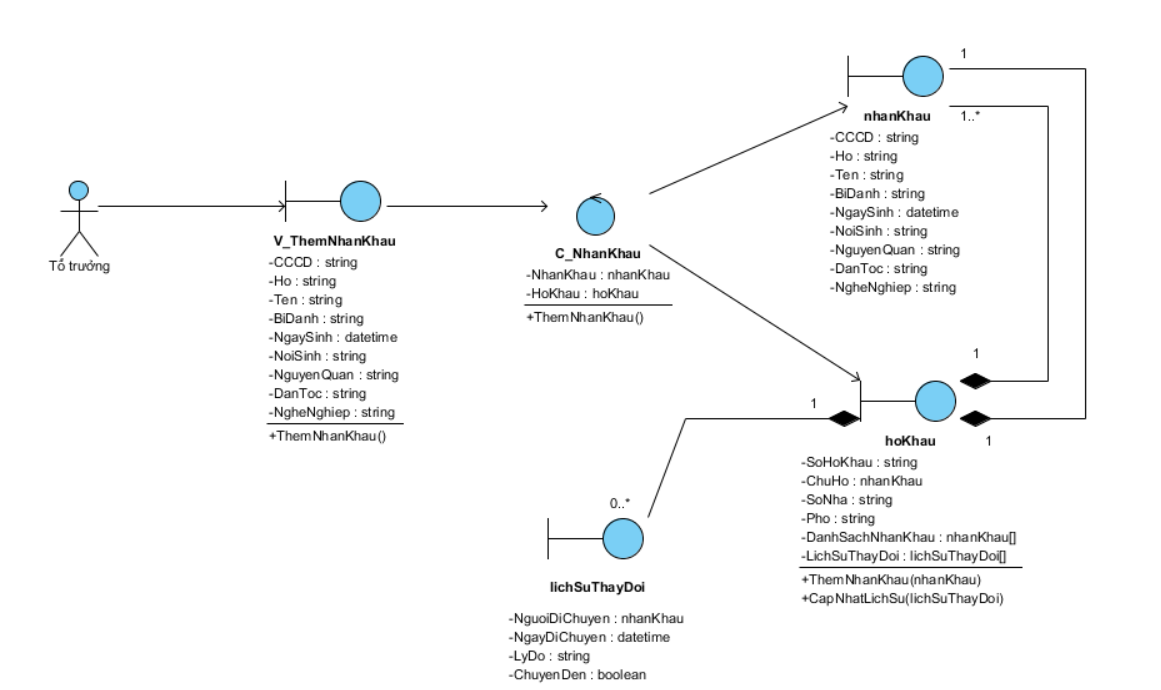 Tổ trưởng
V_ThemNhanKhau
-CCCD : string
-Ho : string
-Ten : string
-BiDanh : string
-NgaySinh : datetime
-NoiSinh : string
-NguyenQuan : string
-DanToc : string
-NgheNghiep : string
+ThemNhanKhau()
C_NhanKhau
-NhanKhau : nhanKhau
-HoKhau : hoKhau
+ThemNhanKhau()
1
1..*
nhanKhau
-CCCD : string
-Ho : string
-Ten : string
-BiDanh : string
-NgaySinh : datetime
-NoiSinh : string
-NguyenQuan : string
-DanToc : string
-NgheNghiep : string
1
1
1
hoKhau
-SoHoKhau : string
-ChuHo : nhanKhau
-SoNha : string
-Pho : string
-DanhSachNhanKhau : nhanKhau[]
-LichSuThayDoi : lichSuThayDoi[]
+ThemNhanKhau(nhanKhau)
+CapNhatLichSu(lichSuThayDoi)
0..*
lichSuThayDoi
-NguoiDiChuyen : nhanKhau
-NgayDiChuyen : datetime
-LyDo : string
-ChuyenDen : boolean